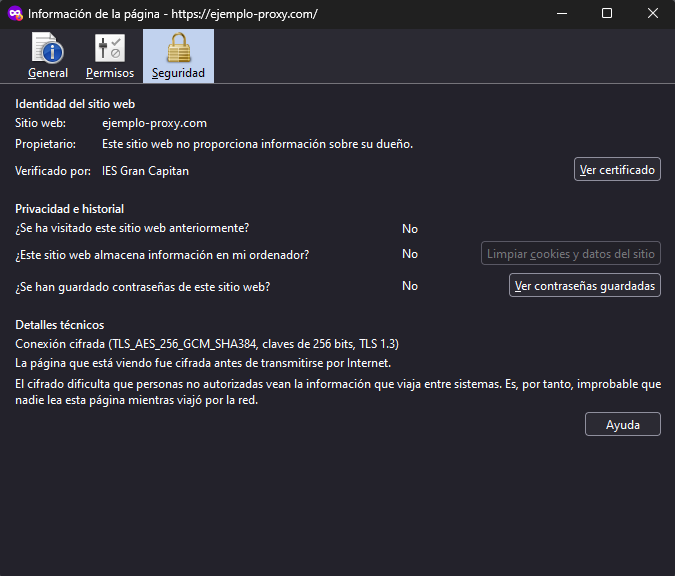 Información de la página - https://ejemplo-proxy.com/
General Permisos Seguridad
Identidad del sitio web
Sitio web: ejemplo-proxy.com
Propietario: Este sitio web no proporciona información sobre su dueño.
Verificado por: IES Gran Capitan Ver certificado
Privacidad e historial
¿Se ha visitado este sitio web anteriormente? No
¿Este sitio web almacena información en mi ordenador? No Limpiar cookies y datos del sitio
¿Se han guardado contraseñas de este sitio web? No Ver contraseñas guardadas
Detalles técnicos
Conexión cifrada (TLS_AES_256_GCM_SHA384, claves de 256 bits, TLS 1.3)
La página que está viendo fue cifrada antes de transmitirse por Internet.
El cifrado dificulta que personas no autorizadas vean la información que viaja entre sistemas. Es, por tanto, improbable que
nadie lea esta página mientras viajó por la red.
Ayuda